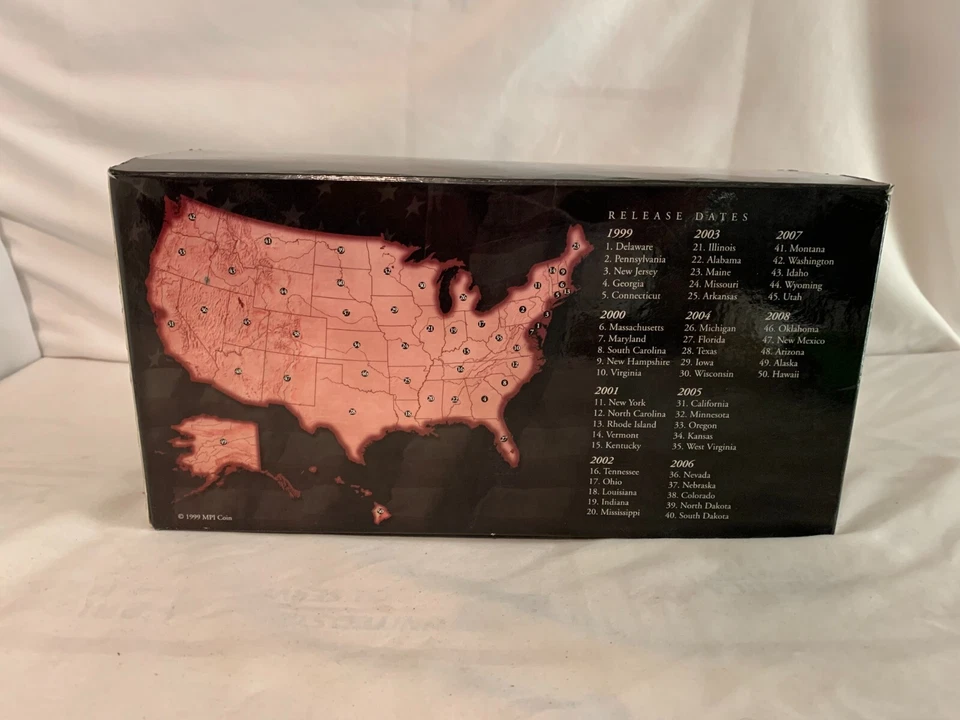 RELEASE DATES
1999
1. Delaware
2. Pennsylvania
3. New Jersey
4. Georgia
5. Connecticut
2000
6. Massachusetts
7. Maryland
8. South Carolina
9. New Hampshire
10. Virginia
2001
11. New York
12. North Carolina
13. Rhode Island
14. Vermont
15. Kentucky
2002
16. Tennessee
17. Ohio
18. Louisiana
19. Indiana
20. Mississippi
2003
21. Illinois
22. Alabama
23. Maine
24. Missouri
25. Arkansas
2004
26. Michigan
27. Florida
28. Texas
29. Iowa
30. Wisconsin
2005
31. California
32. Minnesota
33. Oregon
34. Kansas
35. West Virginia
2006
36. Nevada
37. Nebraska
38. Colorado
39. North Dakota
40. South Dakota
2007
41. Montana
42. Washington
43. Idaho
44. Wyoming
45. Utah
2008
46. Oklahoma
47. New Mexico
48. Arizona
49. Alaska
50. Hawaii
© 1999 MPI Coin